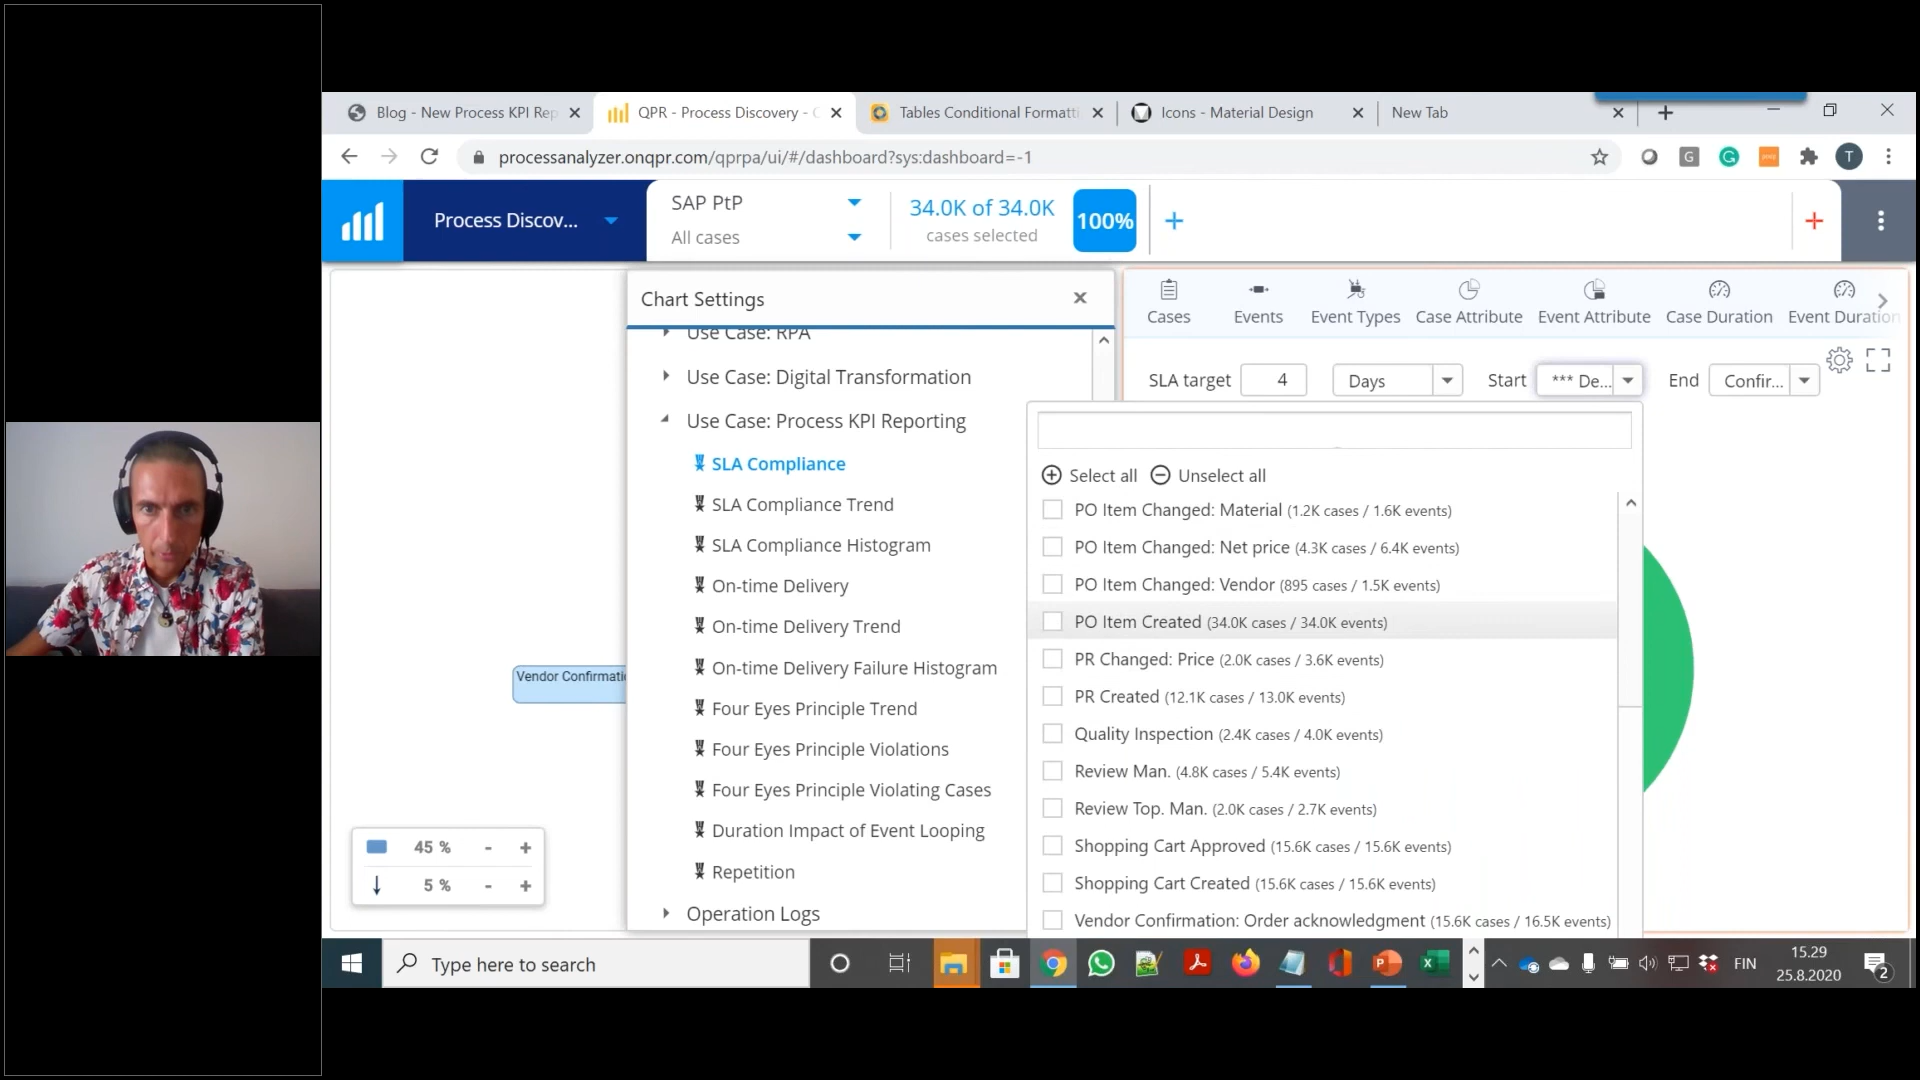 Blog - New Process KPI Rep
QPR - Process Discovery - C
Tables Conditional Formatti
Icons - Material Design
New Tab
processanalyzer.onqpr.com/qprpa/ui/#/dashboard?sys:dashboard=-1
G
T
Process Discov...
SAP PtP
All cases
34.0K of 34.0K
cases selected
100%
Chart Settings
Use Case: RPA
Use Case: Digital Transformation
Use Case: Process KPI Reporting
SLA Compliance
SLA Compliance Trend
SLA Compliance Histogram
On-time Delivery
On-time Delivery Trend
On-time Delivery Failure Histogram
Four Eyes Principle Trend
Four Eyes Principle Violations
Four Eyes Principle Violating Cases
Duration Impact of Event Looping
Repetition
Operation Logs
Cases
Events
Event Types
Case Attribute
Event Attribute
Case Duration
Event Duration
SLA target
4
Days
Start
*** De...
End
Confir...
Select all
Unselect all
PO Item Changed: Material (1.2K cases / 1.6K events)
PO Item Changed: Net price (4.3K cases / 6.4K events)
PO Item Changed: Vendor (895 cases / 1.5K events)
PO Item Created (34.0K cases / 34.0K events)
PR Changed: Price (2.0K cases / 3.6K events)
PR Created (12.1K cases / 13.0K events)
Quality Inspection (2.4K cases / 4.0K events)
Review Man. (4.8K cases / 5.4K events)
Review Top. Man. (2.0K cases / 2.7K events)
Shopping Cart Approved (15.6K cases / 15.6K events)
Shopping Cart Created (15.6K cases / 15.6K events)
Vendor Confirmation: Order acknowledgment (15.6K cases / 16.5K events)
Vendor Confirmati
45 %
5 %
Type here to search
FIN
15.29
25.8.2020
2